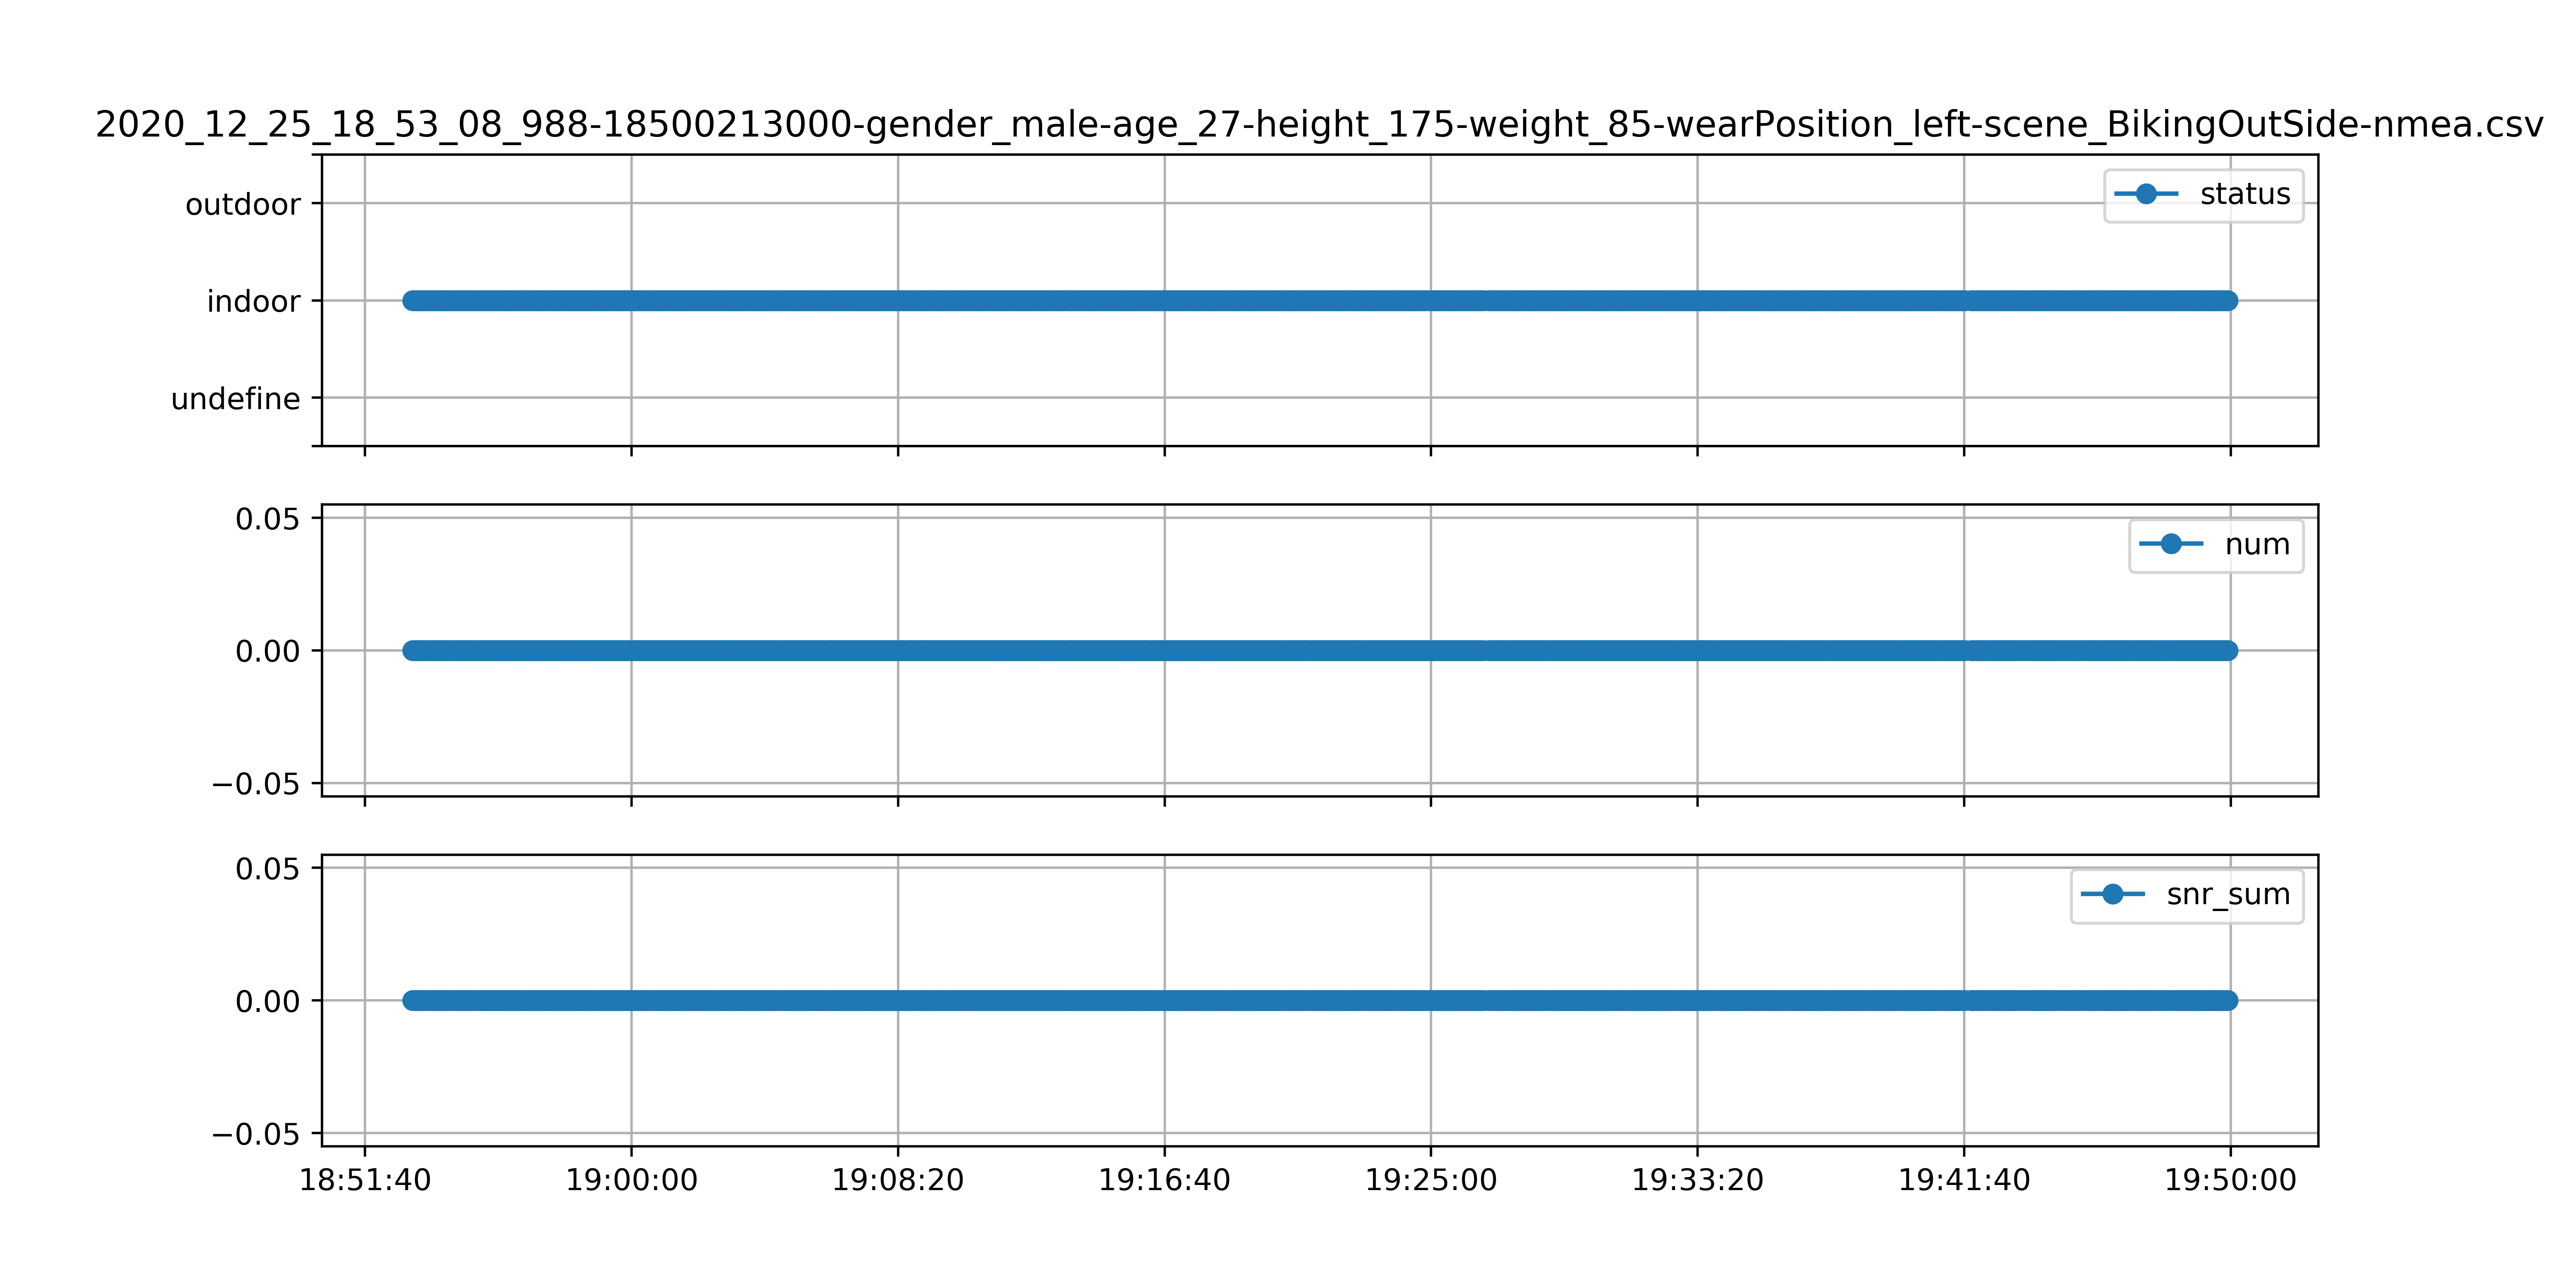 2020_12_25_18_53_08_988-18500213000-gender_male-age_27-height_175-weight_85-wearPosition_left-scene_BikingOutSide-nmea.csv
outdoor
status
indoor
undefine
0.05
num
0.00
−0.05
0.05
snr_sum
0.00
−0.05
18:51:40 19:00:00 19:08:20 19:16:40 19:25:00 19:33:20 19:41:40 19:50:00